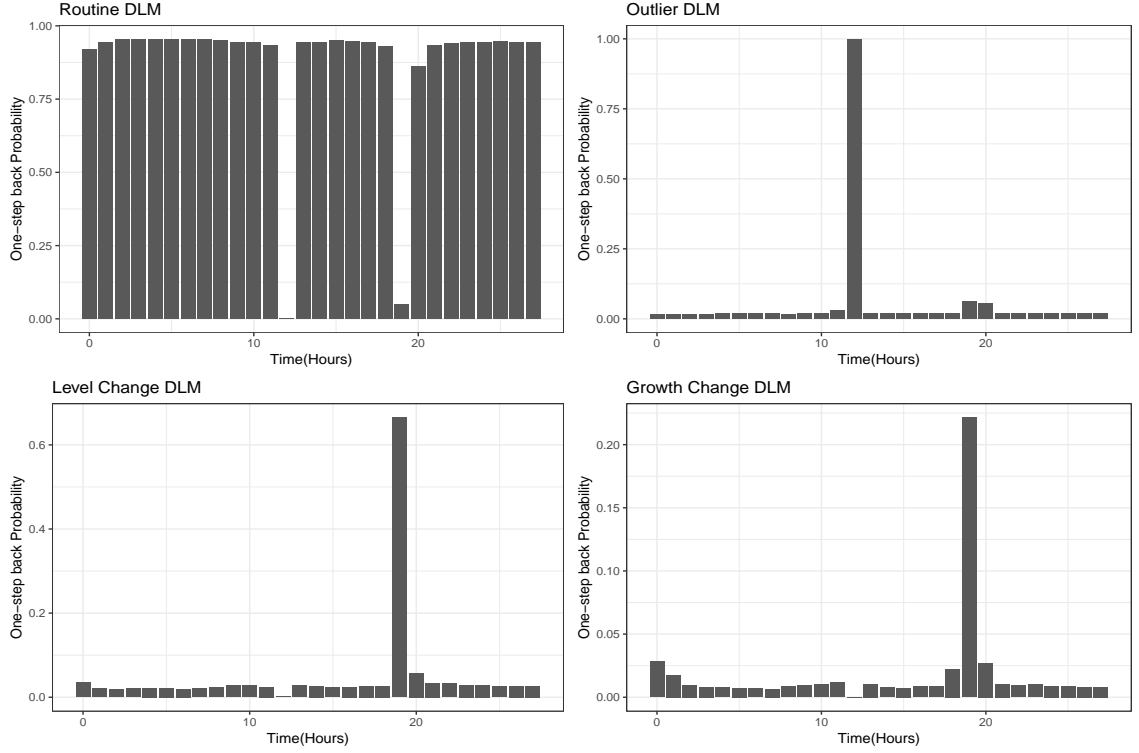 Routine DLM
One-step back Probability
1.00
0.75
0.50
0.25
0.00
0
10
20
Time(Hours)
Outlier DLM
One-step back Probability
1.00
0.75
0.50
0.25
0.00
0
10
20
Time(Hours)
Level Change DLM
One-step back Probability
0.6
0.4
0.2
0.0
0
10
20
Time(Hours)
Growth Change DLM
One-step back Probability
0.20
0.15
0.10
0.05
0.00
0
10
20
Time(Hours)